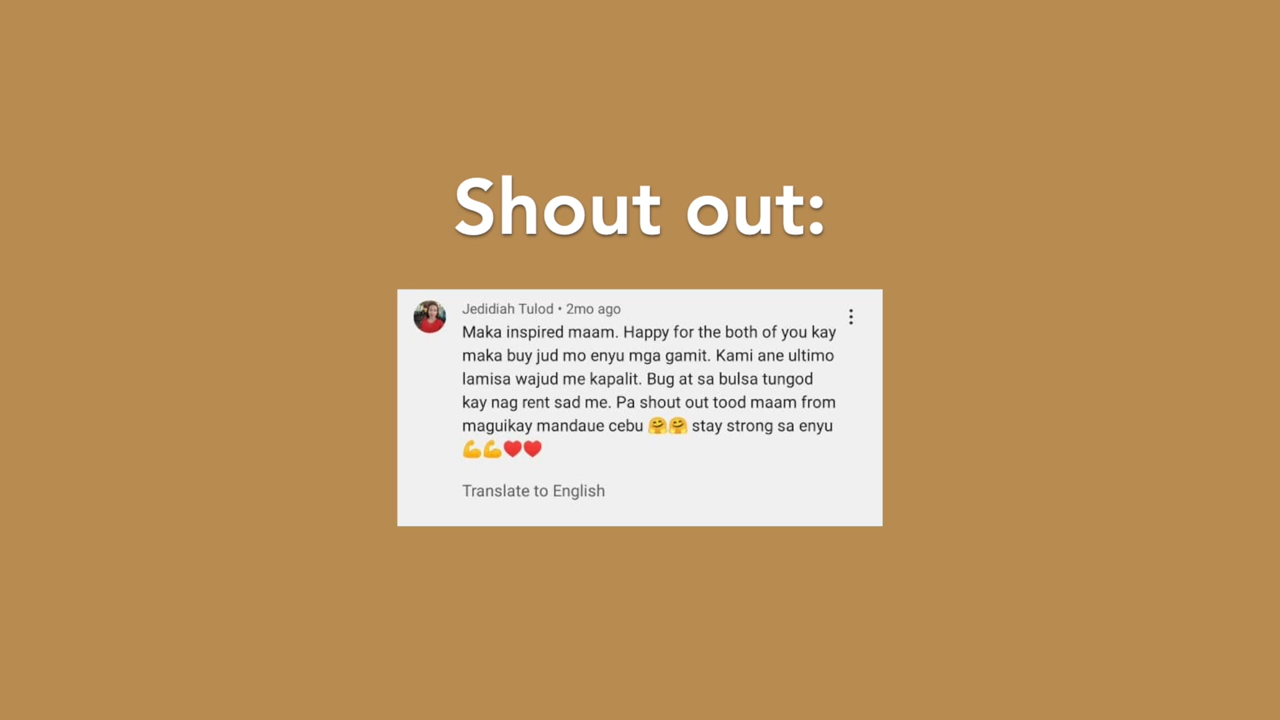 Shout out:
Jedidiah Tulod • 2mo ago
Maka inspired maam. Happy for the both of you kay
maka buy jud mo enyu mga gamit. Kami ane ultimo
lamisa wajud me kapalit. Bug at sa bulsa tungod
kay nag rent sad me. Pa shout out tood maam from
maguikay mandaue cebu 🤗🤗 stay strong sa enyu
💪💪♥️♥️
Translate to English